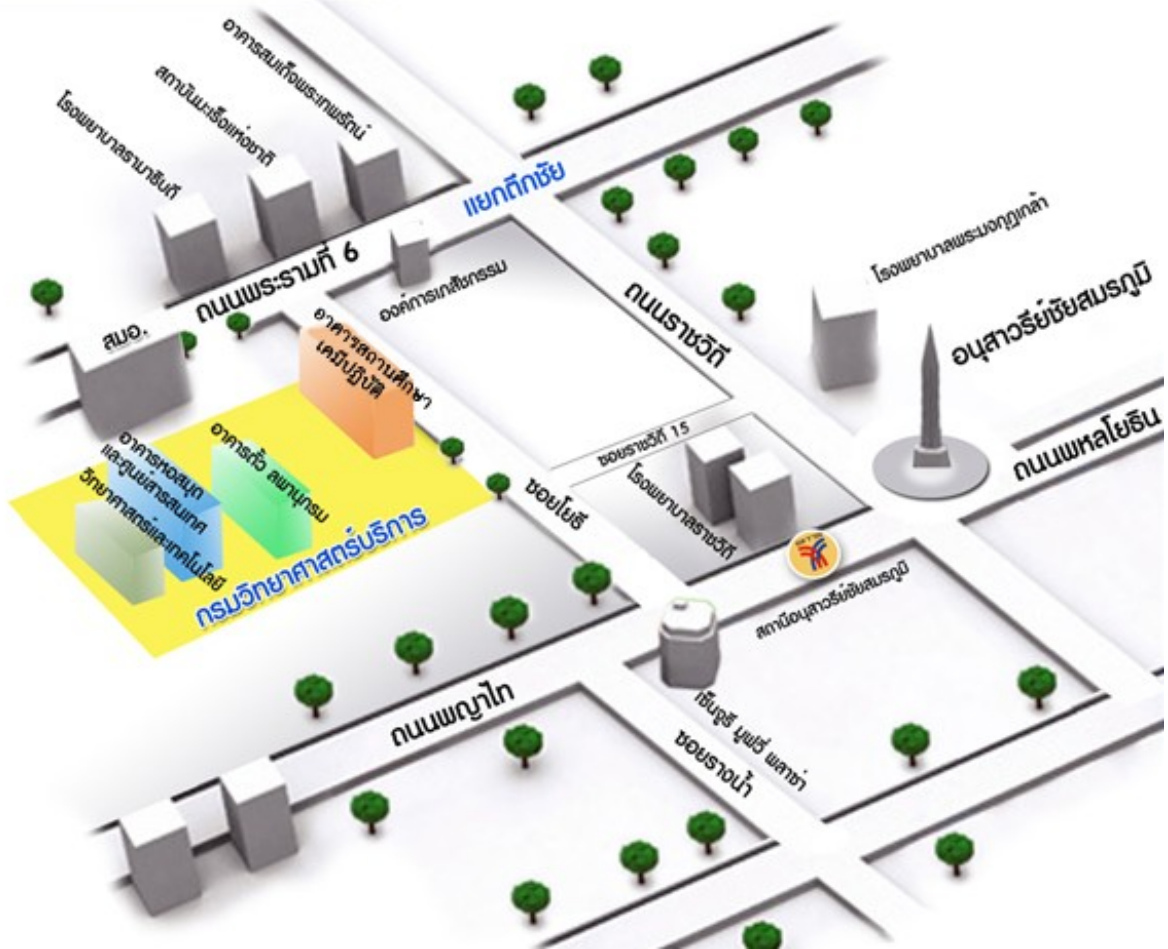 อาคารสมเด็จพระเทพรัตน์
สถาบันมะเร็งแห่งชาติ
โรงพยาบาลรามาธิบดี
แยกตึกชัย
ถนนพระรามที่ 6
องค์การเภสัชกรรม
สมอ.
ถนนราชวิถี
โรงพยาบาลพระมงกุฎเกล้า
อนุสาวรีย์ชัยสมรภูมิ
ถนนพหลโยธิน
อาคารสถานศึกษา
เคมีปฏิบัติ
อาคารตั้ว ลพานุกรม
อาคารหอสมุด
และศูนย์สารสนเทศ
วิทยาศาสตร์และเทคโนโลยี
กรมวิทยาศาสตร์บริการ
ซอยราชวิถี 15
ซอยโยธี
โรงพยาบาลราชวิถี
BTS
สถานีอนุสาวรีย์ชัยสมรภูมิ
เซ็นจูรี่ มูฟวี่ พลาซ่า
ถนนพญาไท
ซอยรางน้ำ